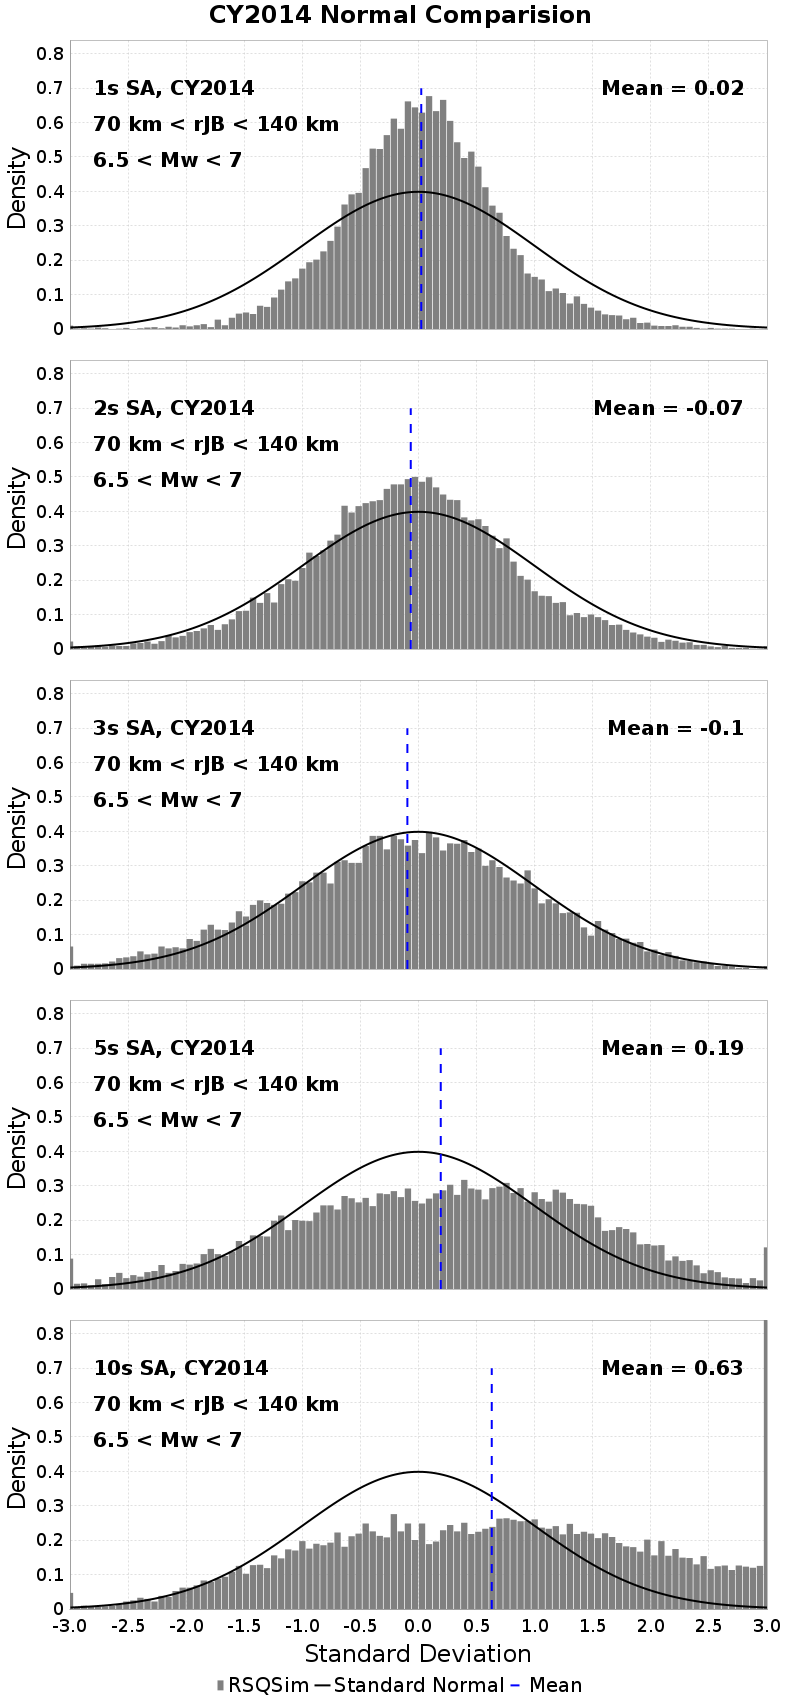 CY2014 Normal Comparision
0.8
1s SA, CY2014
Mean = 0.02
0.7
70 km < rJB < 140 km
0.6
6.5 < Mw < 7
0.5
Density
0.4
0.3
0.2
0.1
0
0.8
2s SA, CY2014
Mean = -0.07
0.7
70 km < rJB < 140 km
0.6
6.5 < Mw < 7
0.5
Density
0.4
0.3
0.2
0.1
0
0.8
3s SA, CY2014
Mean = -0.1
0.7
70 km < rJB < 140 km
0.6
6.5 < Mw < 7
0.5
Density
0.4
0.3
0.2
0.1
0
0.8
5s SA, CY2014
Mean = 0.19
0.7
70 km < rJB < 140 km
0.6
6.5 < Mw < 7
0.5
Density
0.4
0.3
0.2
0.1
0
0.8
10s SA, CY2014
Mean = 0.63
0.7
70 km < rJB < 140 km
0.6
6.5 < Mw < 7
0.5
Density
0.4
0.3
0.2
0.1
0
-3.0 -2.5 -2.0 -1.5 -1.0 -0.5 0.0 0.5 1.0 1.5 2.0 2.5 3.0
Standard Deviation
RSQSim Standard Normal Mean